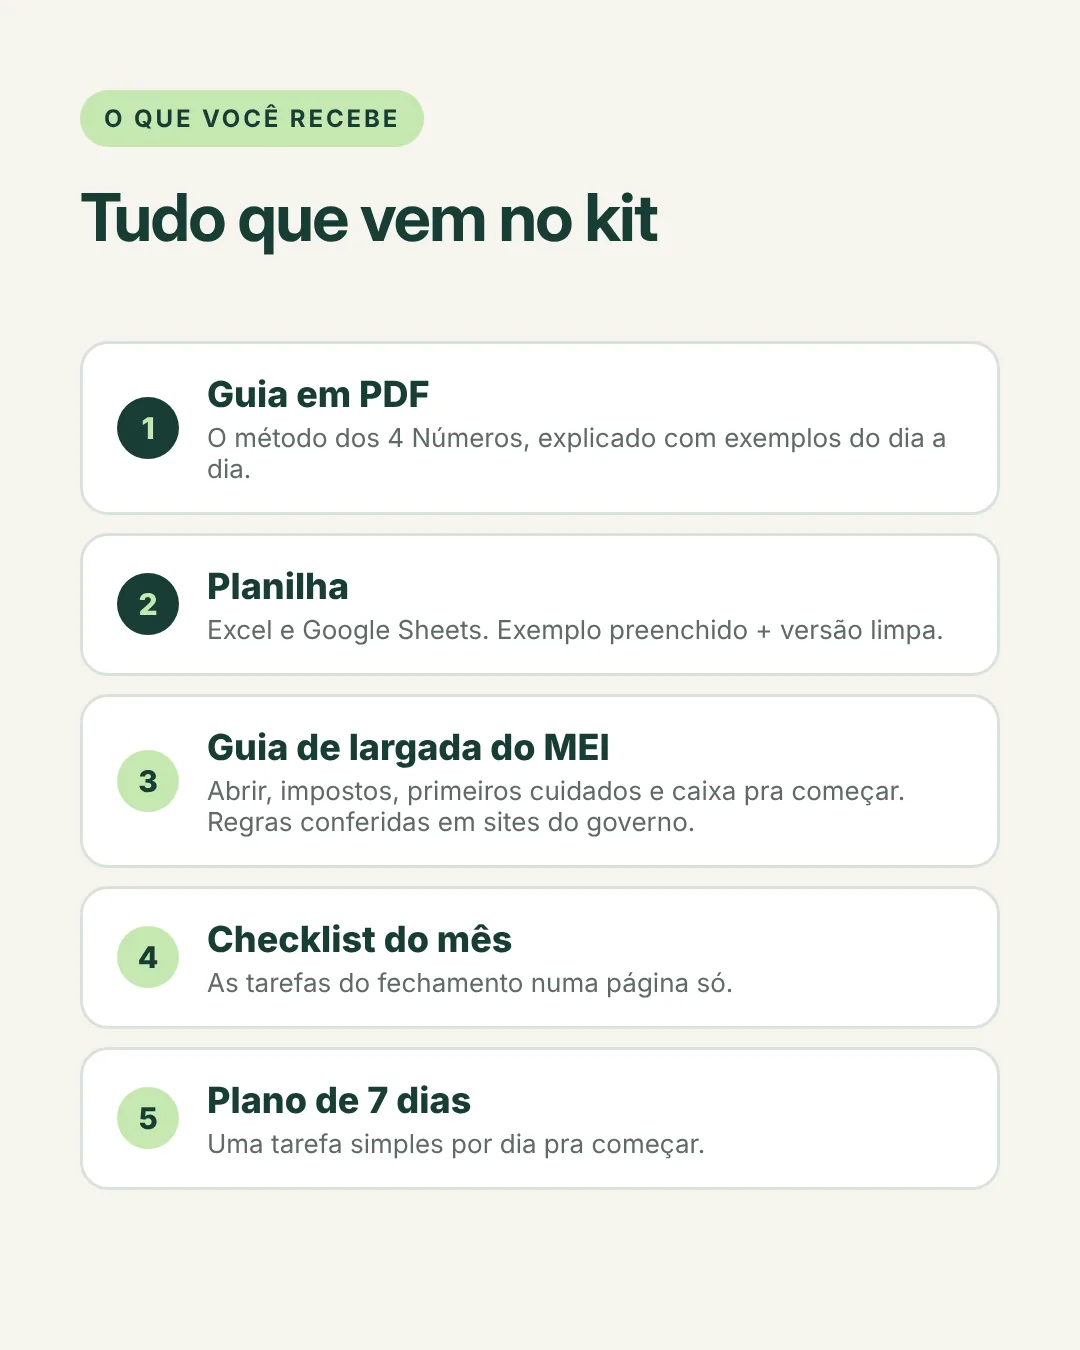 O QUE VOCÊ RECEBE
Tudo que vem no kit
1
Guia em PDF
O método dos 4 Números, explicado com exemplos do dia a
dia.
2
Planilha
Excel e Google Sheets. Exemplo preenchido + versão limpa.
3
Guia de largada do MEI
Abrir, impostos, primeiros cuidados e caixa pra começar.
Regras conferidas em sites do governo.
4
Checklist do mês
As tarefas do fechamento numa página só.
5
Plano de 7 dias
Uma tarefa simples por dia pra começar.